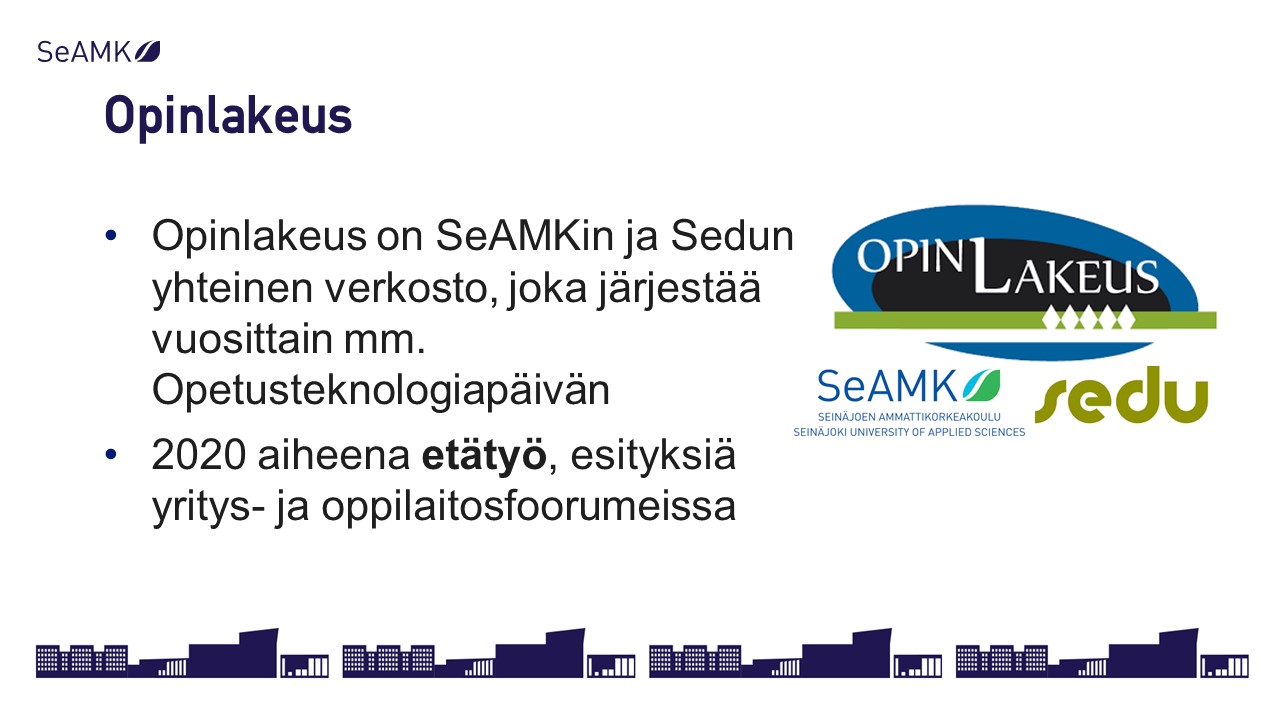 SeAMK
Opinlakeus
• Opinlakeus on SeAMKin ja Sedun
yhteinen verkosto, joka järjestää
vuosittain mm.
Opetusteknologiapäivän
• 2020 aiheena etätyö, esityksiä
yritys- ja oppilaitosfoorumeissa
OPINLAKEUS
SeAMK
SEINÄJOEN AMMATTIKORKEAKOULU
SEINÄJOKI UNIVERSITY OF APPLIED SCIENCES
sedu